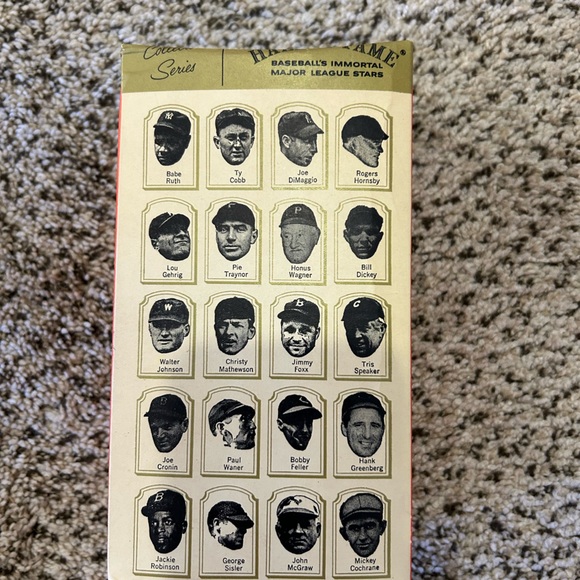 Series
BASEBALL'S IMMORTAL
MAJOR LEAGUE STARS
Babe
Ruth
Ty
Cobb
Joe
DiMaggio
Rogers
Hornsby
Lou
Gehrig
Pie
Traynor
Honus
Wagner
Bill
Dickey
Walter
Johnson
Christy
Mathewson
Jimmy
Foxx
Tris
Speaker
Joe
Cronin
Paul
Waner
Bobby
Feller
Hank
Greenberg
Jackie
Robinson
George
Sisler
John
McGraw
Mickey
Cochrane